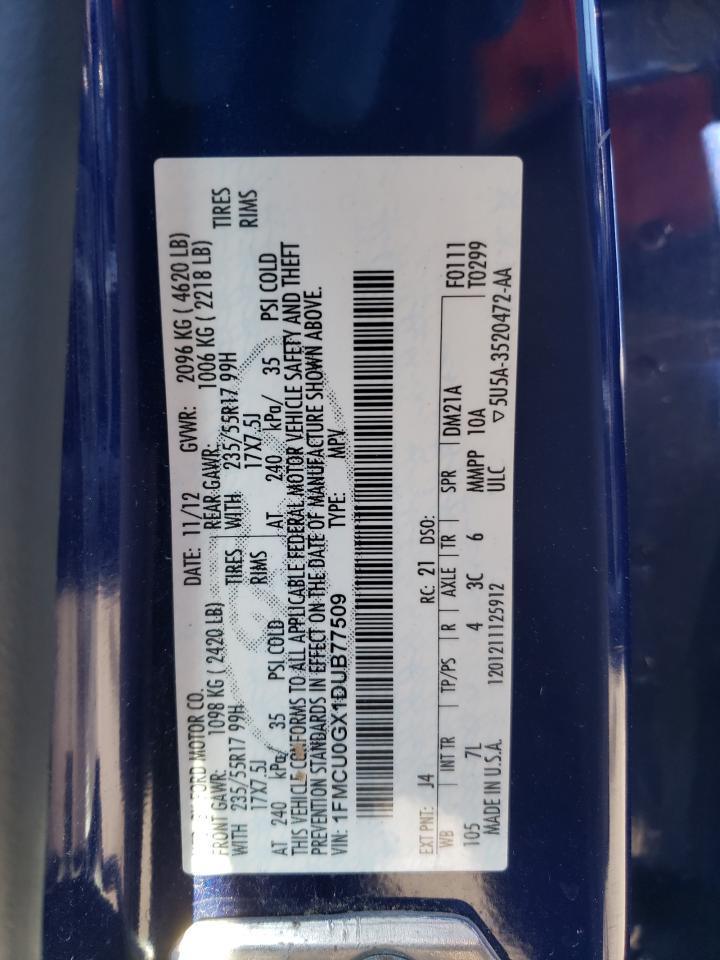 FORD MOTOR CO.
DATE: 11/12 GVWR: 2096 KG ( 4620 LB)
FRONT GAWR: 1098 KG ( 2420 LB) REAR GAWR: 1006 KG ( 2218 LB)
WITH 235/55R17 99H TIRES WITH 235/55R17 99H TIRES
17X7.5J RIMS 17X7.5J RIMS
AT 240 kPa/ 35 PSI COLD AT 240 kPa/ 35 PSI COLD
THIS VEHICLE CONFORMS TO ALL APPLICABLE FEDERAL MOTOR VEHICLE SAFETY AND THEFT
PREVENTION STANDARDS IN EFFECT ON THE DATE OF MANUFACTURE SHOWN ABOVE.
VIN: 1FMCU0GX1DUB77509 TYPE: MPV
F0111
T0299
EXT PNT: J4 RC: 21 DSO:
WB INT TR TP/PS R AXLE TR SPR DM21A
105 7L 4 3C 6 MMPP 10A
MADE IN U.S.A. 1201211125912 ULC ▽5U5A-3520472-AA